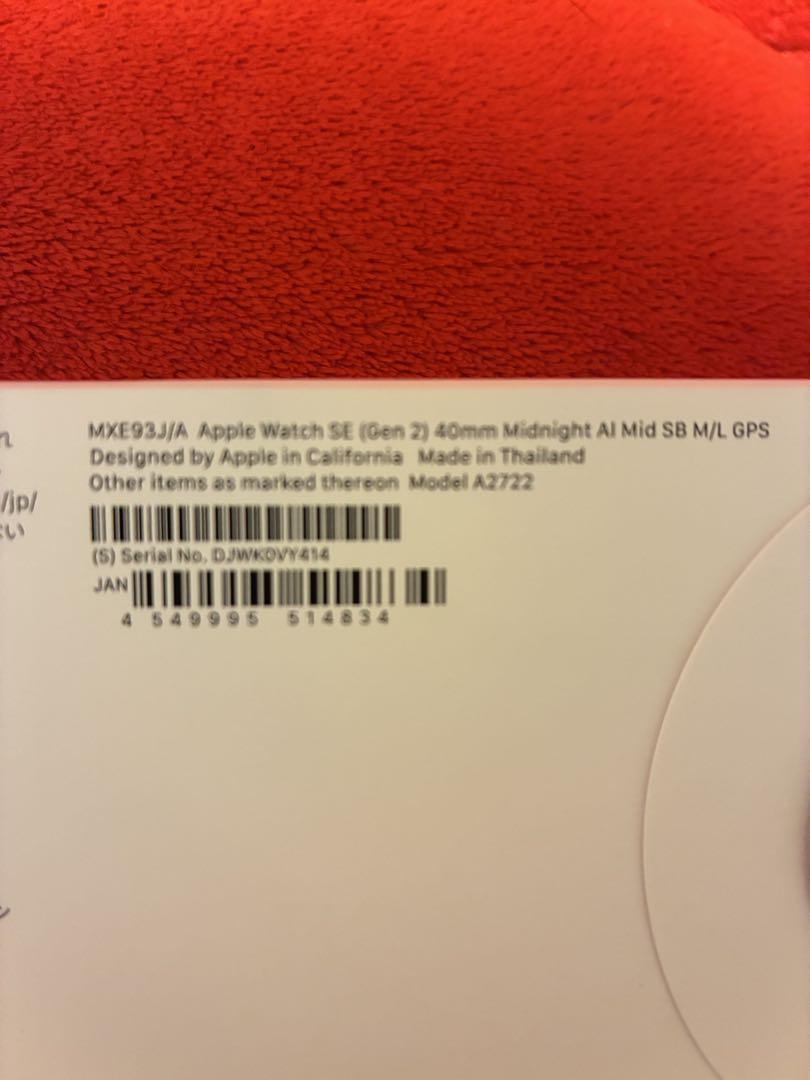 MXE93J/A Apple Watch SE (Gen 2) 40mm Midnight Al Mid SB M/L GPS
Designed by Apple in California Made in Thailand
Other items as marked thereon Model A2722
(S) Serial No. DJWK0VY414
JAN
4 549995 514834
/jp/